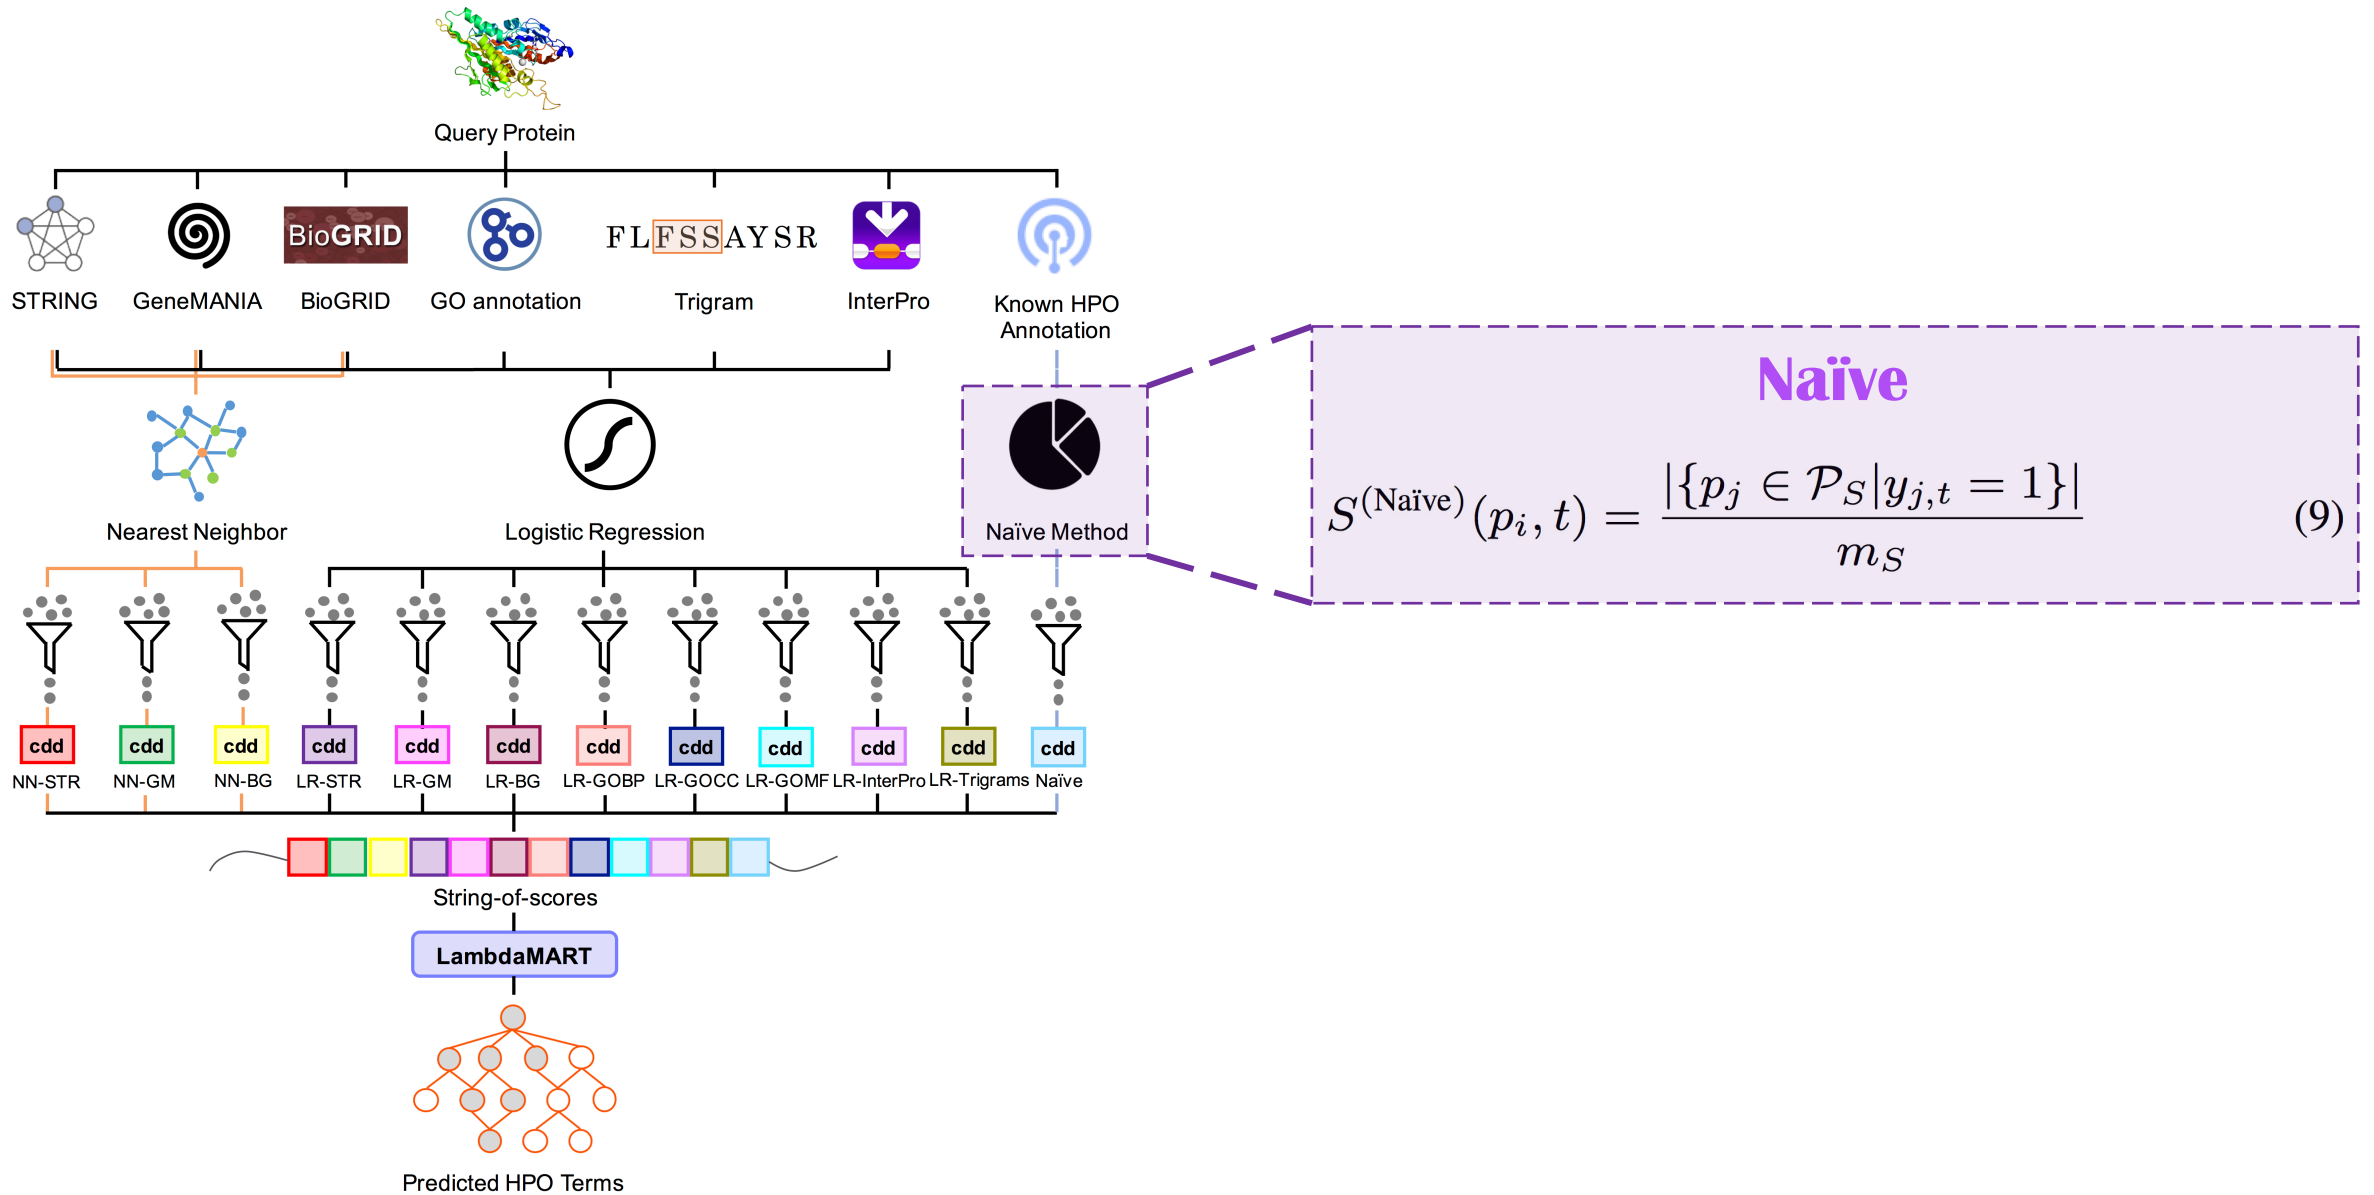 Query Protein
BioGRID
FLFSSAYSR
STRING
GeneMANIA
BioGRID
GO annotation
Trigram
InterPro
Known HPO
Annotation
Nearest Neighbor
Logistic Regression
Naïve Method
Naïve
S^{(Naïve)}(p_i, t) = \frac{|\{p_j ∈ \mathcal{P}_S | y_{j,t} = 1\}|}{m_S} (9)
cdd cdd cdd cdd cdd cdd cdd cdd cdd cdd cdd cdd
NN-STR NN-GM NN-BG LR-STR LR-GM LR-BG LR-GOBP LR-GOCC LR-GOMF LR-InterPro LR-Trigrams Naïve
String-of-scores
LambdaMART
Predicted HPO Terms